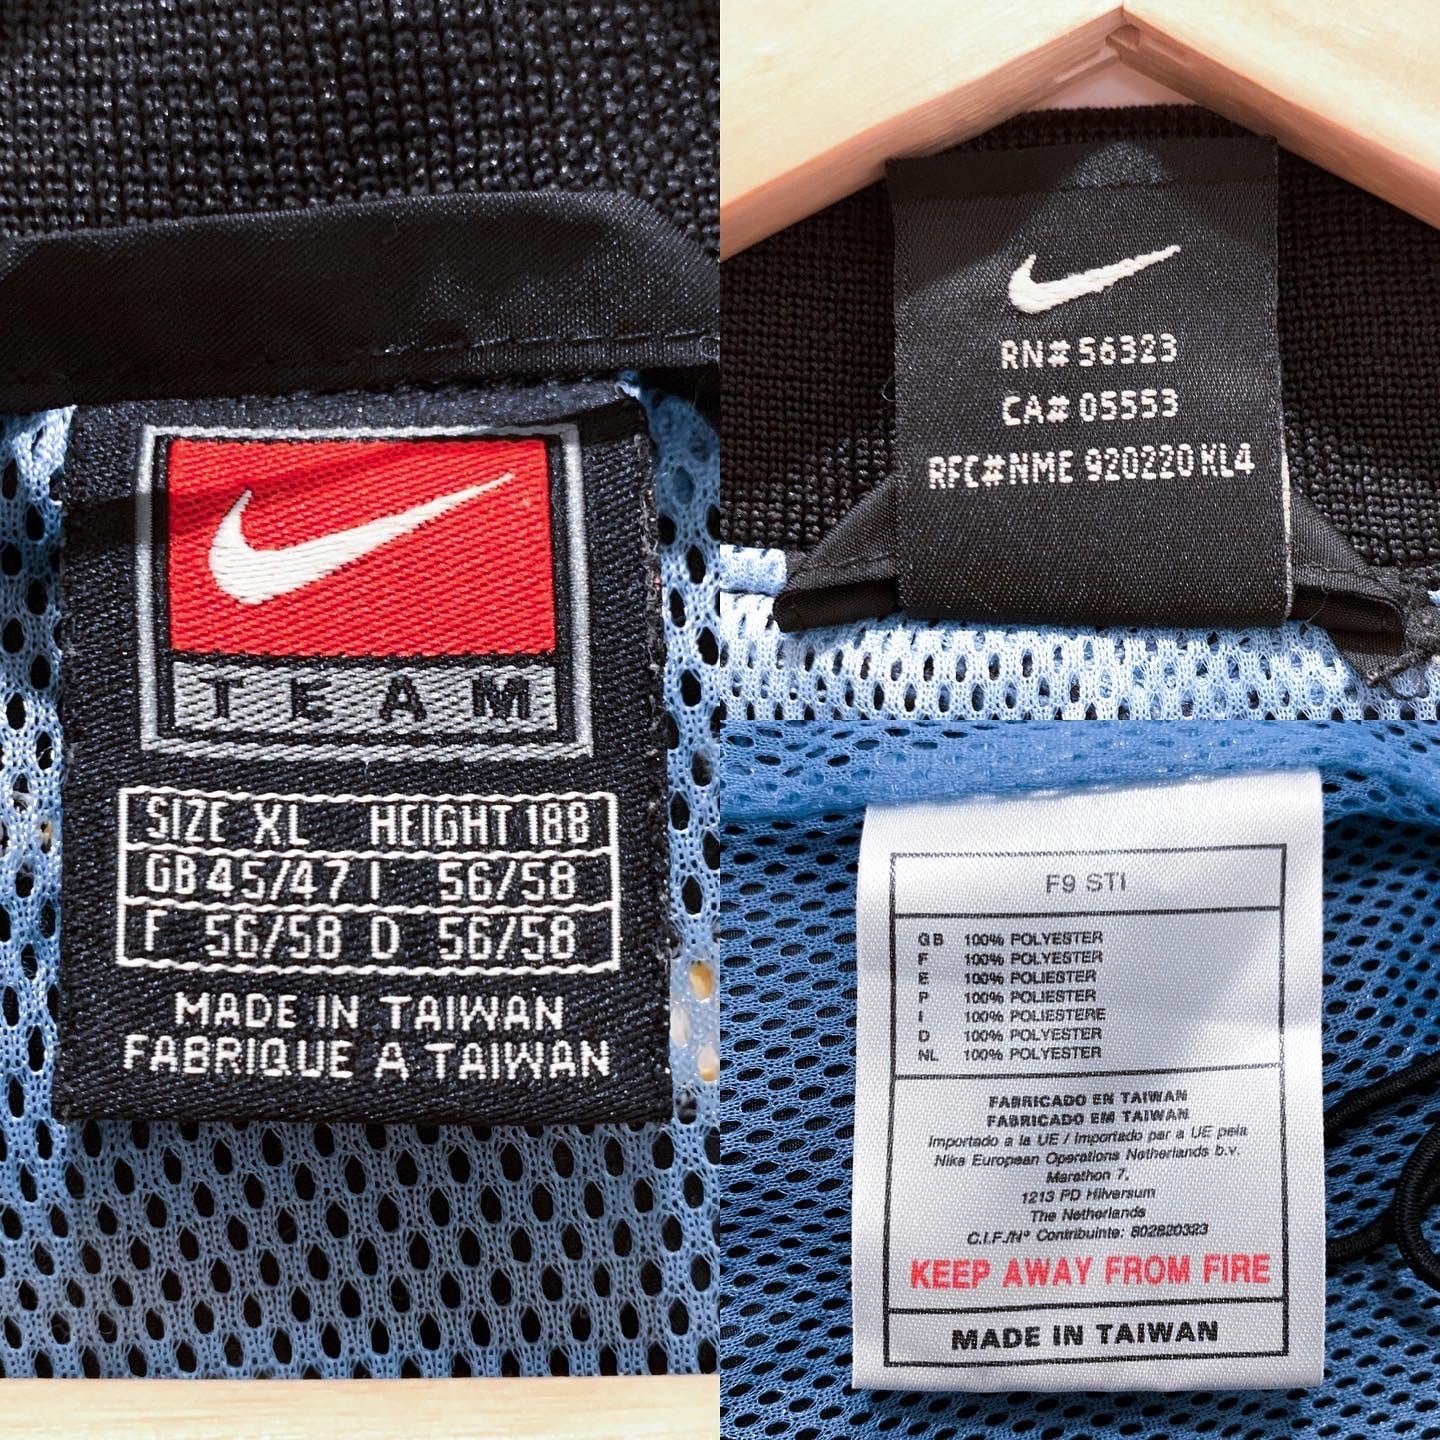 TEAM
SIZE XL HEIGHT 188
GB 45/47 I 56/58
F 56/58 D 56/58
MADE IN TAIWAN
FABRIQUE A TAIWAN
RN# 56323
CA# 05553
RFC#NME 920220 KL4
F9 STI
GB 100% POLYESTER
F 100% POLYESTER
E 100% POLIESTER
P 100% POLIESTER
I 100% POLIESTERE
D 100% POLYESTER
NL 100% POLYESTER
FABRICADO EN TAIWAN
FABRICADO EM TAIWAN
Importado a la UE / Importado par a UE pela
Nike European Operations Netherlands b.v.
Marathon 7,
1213 PD Hilversum
The Netherlands
C.I.F./Nº Contribuinte: 802820323
KEEP AWAY FROM FIRE
MADE IN TAIWAN